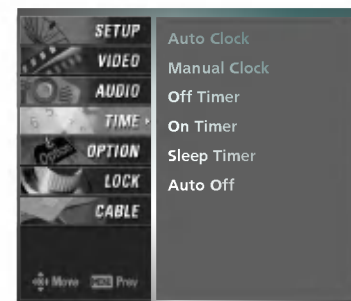 SETUP
VIDEO
AUDIO
TIME
OPTION
LOCK
CABLE
Move MENU Prev
Auto Clock
Manual Clock
Off Timer
On Timer
Sleep Timer
Auto Off